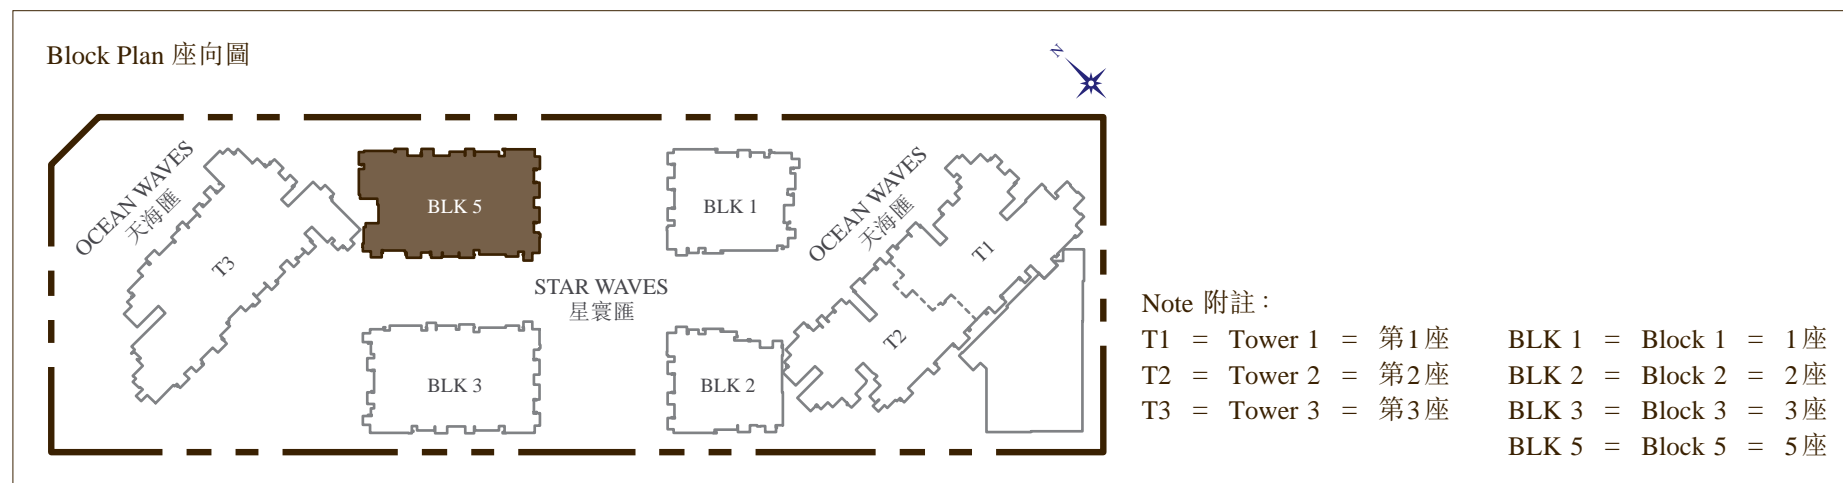 Block Plan 座向圖
N
OCEAN WAVES
天海匯
T3
BLK 5
BLK 1
OCEAN WAVES
天海匯
T1
STAR WAVES
星寰匯
BLK 3
BLK 2
T2
Note 附註：
T1 = Tower 1 = 第1座 BLK 1 = Block 1 = 1座
T2 = Tower 2 = 第2座 BLK 2 = Block 2 = 2座
T3 = Tower 3 = 第3座 BLK 3 = Block 3 = 3座
BLK 5 = Block 5 = 5座